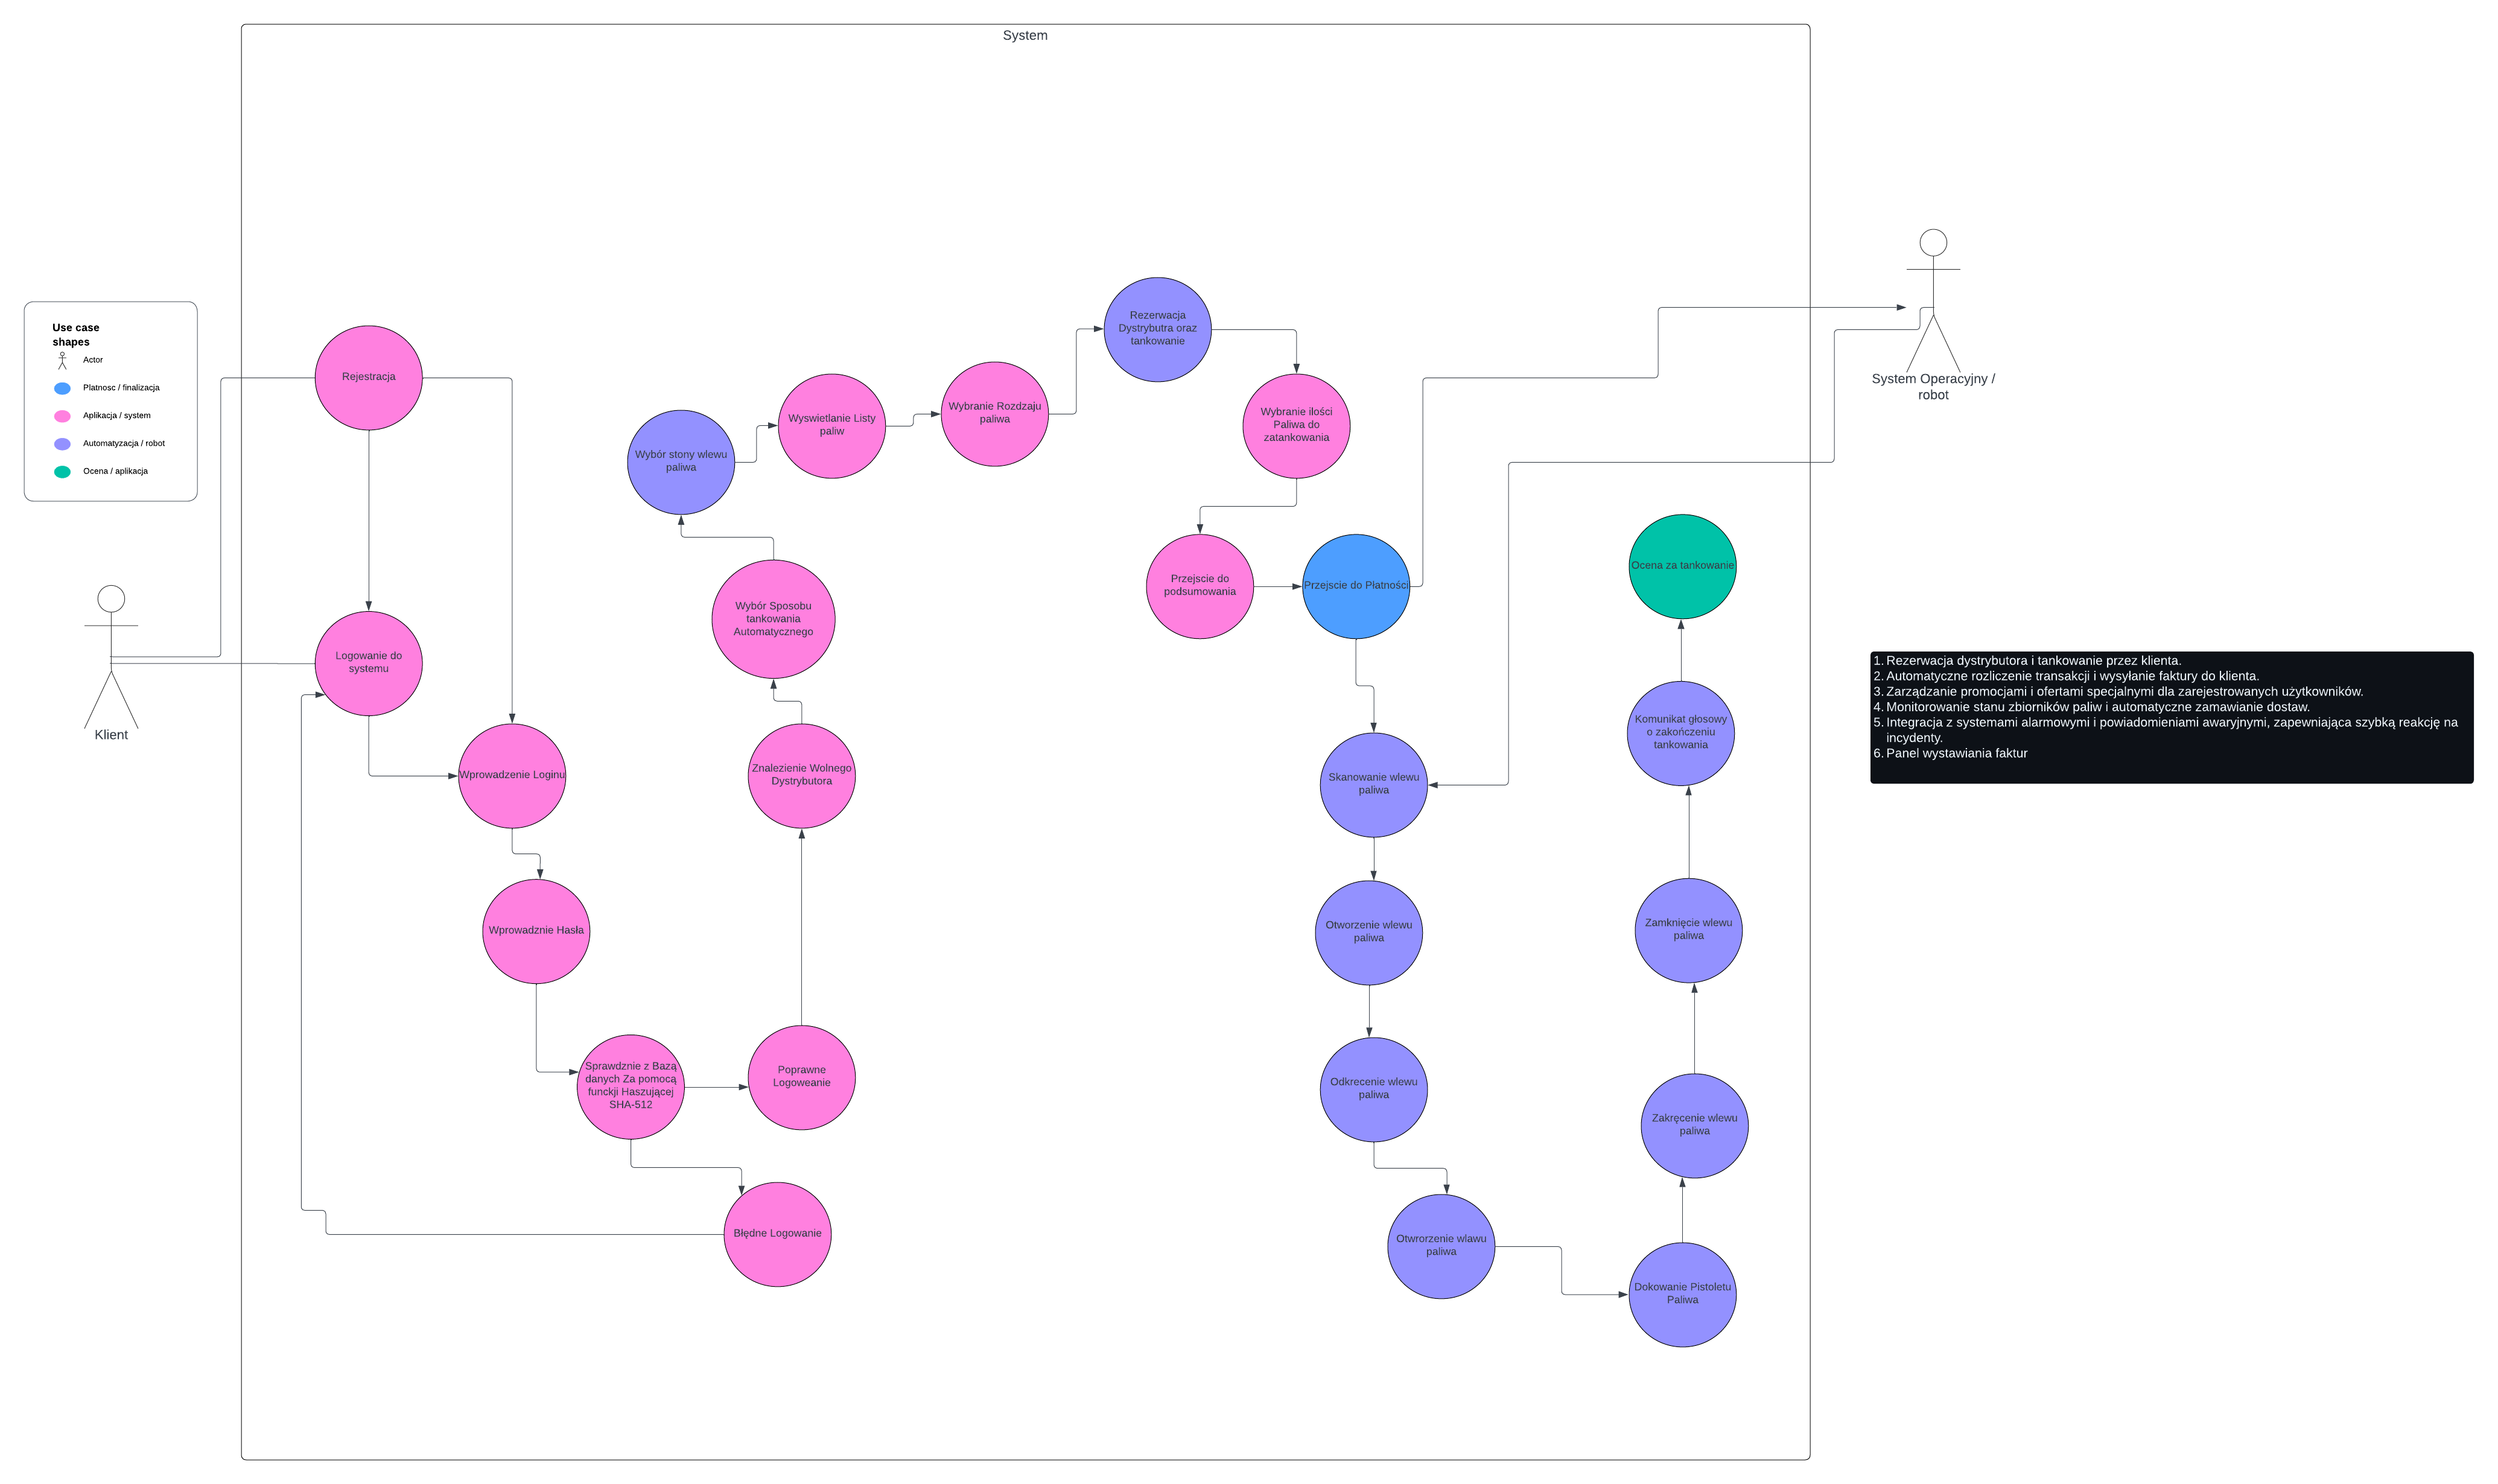 System
Use case
shapes
Actor
Platnosc / finalizacja
Aplikacja / system
Automatyzacja / robot
Ocena / aplikacja
Klient
Rejestracja
Logowanie do
systemu
Wprowadzenie Loginu
Wprowadznie Hasła
Sprawdznie z Bazą
danych Za pomocą
funckji Haszującej
SHA-512
Poprawne
Logoweanie
Błędne Logowanie
Znalezienie Wolnego
Dystrybutora
Wybór Sposobu
tankowania
Automatycznego
Wybór stony wlewu
paliwa
Wyswietlanie Listy
paliw
Wybranie Rozdzaju
paliwa
Rezerwacja
Dystrybutra oraz
tankowanie
Wybranie ilości
Paliwa do
zatankowania
Przejscie do
podsumowania
Przejscie do Płatności
Skanowanie wlewu
paliwa
Otworzenie wlewu
paliwa
Odkrecenie wlewu
paliwa
Otwrorzenie wlawu
paliwa
Dokowanie Pistoletu
Paliwa
Zakręcenie wlewu
paliwa
Zamknięcie wlewu
paliwa
Komunikat głosowy
o zakończeniu
tankowania
Ocena za tankowanie
System Operacyjny /
robot
1. Rezerwacja dystrybutora i tankowanie przez klienta.
2. Automatyczne rozliczenie transakcji i wysyłanie faktury do klienta.
3. Zarządzanie promocjami i ofertami specjalnymi dla zarejestrowanych użytkowników.
4. Monitorowanie stanu zbiorników paliw i automatyczne zamawianie dostaw.
5. Integracja z systemami alarmowymi i powiadomieniami awaryjnymi, zapewniająca szybką reakcję na
incydenty.
6. Panel wystawiania faktur